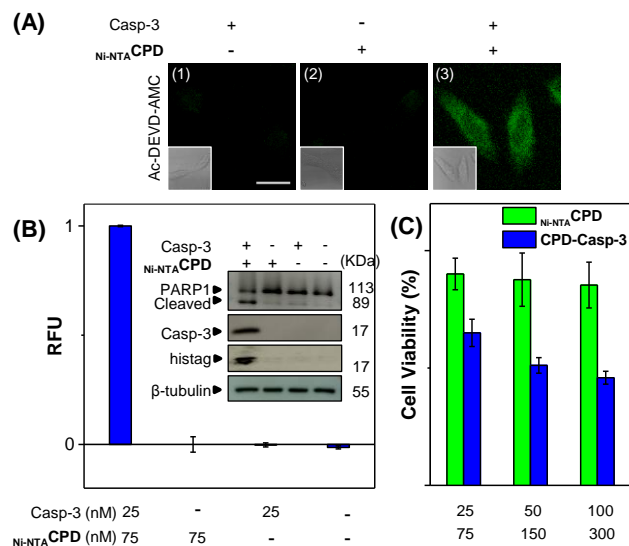 (A)
Casp-3 + - +
Ni-NTACPD - + +
Ac-DEVD-AMC
(1) (2) (3)
(B)
RFU
1
0
Casp-3 + - + -
Ni-NTACPD + + - - (KDa)
PARP1 113
Cleaved 89
Casp-3 17
histag 17
β-tubulin 55
Casp-3 (nM) 25 - 25 -
Ni-NTACPD (nM) 75 75 - -
(C)
Ni-NTACPD
CPD-Casp-3
Cell Viability (%)
25 50 100
75 150 300